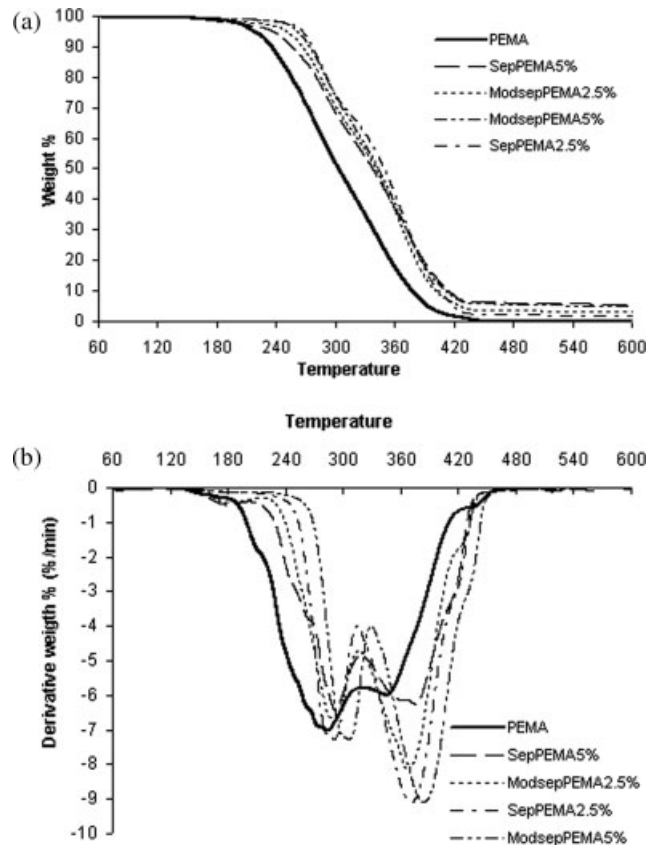 (a)
100
90
80
70
60
50
40
30
20
10
0
Weight %
60 120 180 240 300 360 420 480 540 600
Temperature
PEMA
SepPEMA5%
ModsepPEMA2.5%
ModsepPEMA5%
SepPEMA2.5%
(b)
Temperature
60 120 180 240 300 360 420 480 540 600
0
-1
-2
-3
-4
-5
-6
-7
-8
-9
-10
Derivative weigth % (%/min)
PEMA
SepPEMA5%
ModsepPEMA2.5%
SepPEMA2.5%
ModsepPEMA5%